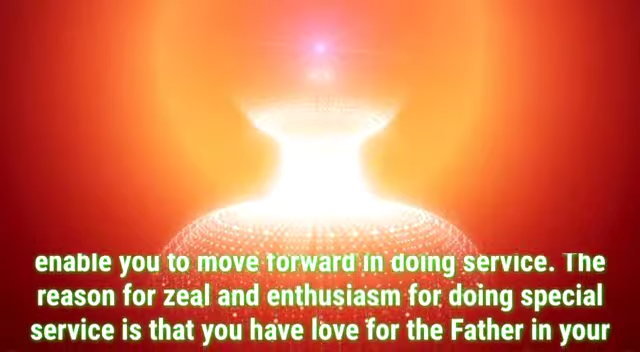 enable you to move forward in doing service. The
reason for zeal and enthusiasm for doing special
service is that you have love for the Father in your